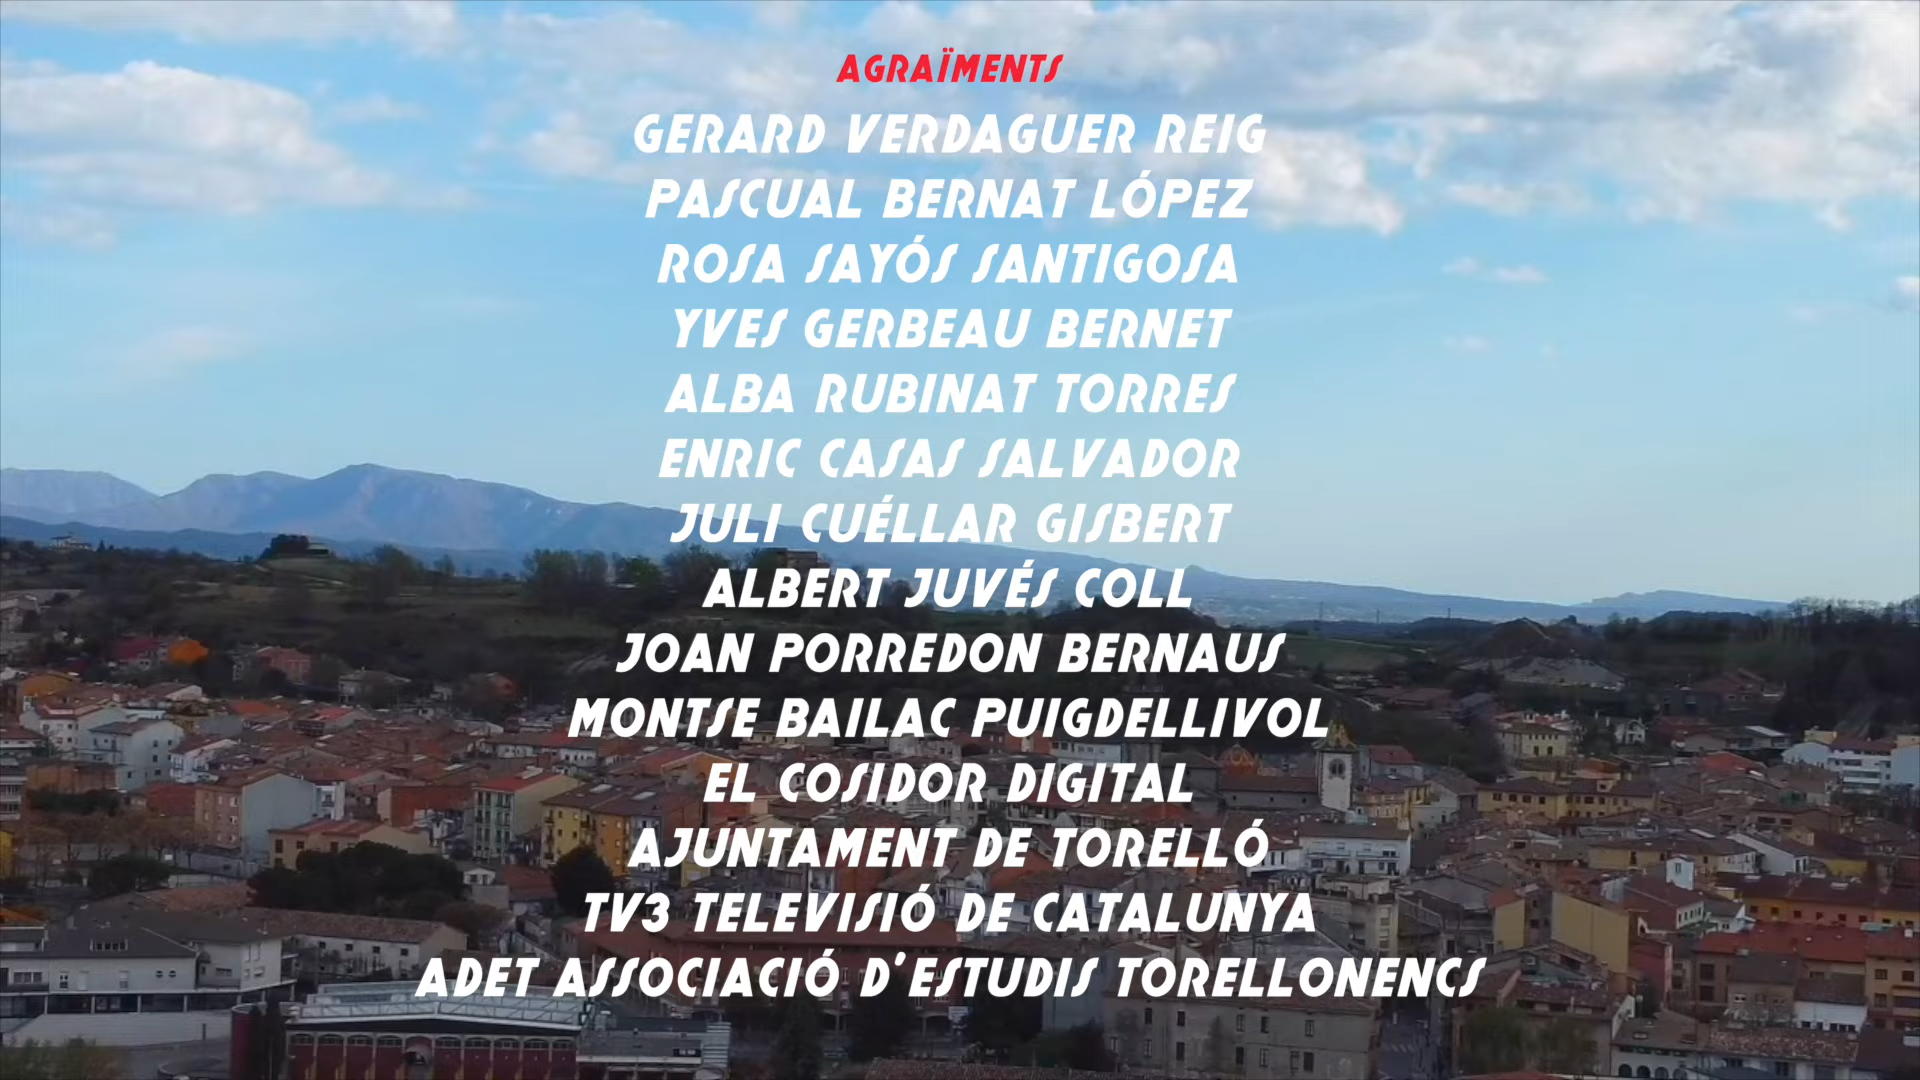 AGRAÏMENTS
GERARD VERDAGUER REIG
PASCUAL BERNAT LÓPEZ
ROSA SAYÓS SANTIGOSA
YVES GERBEAU BERNET
ALBA RUBINAT TORRES
ENRIC CASAS SALVADOR
JULI CUÉLLAR GISBERT
ALBERT JUVÉS COLL
JOAN PORREDON BERNAUS
MONTSE BAILAC PUIGDELLIVOL
EL COSIDOR DIGITAL
AJUNTAMENT DE TORELLÓ
TV3 TELEVISIÓ DE CATALUNYA
ADET ASSOCIACIÓ D'ESTUDIS TORELLONENCS